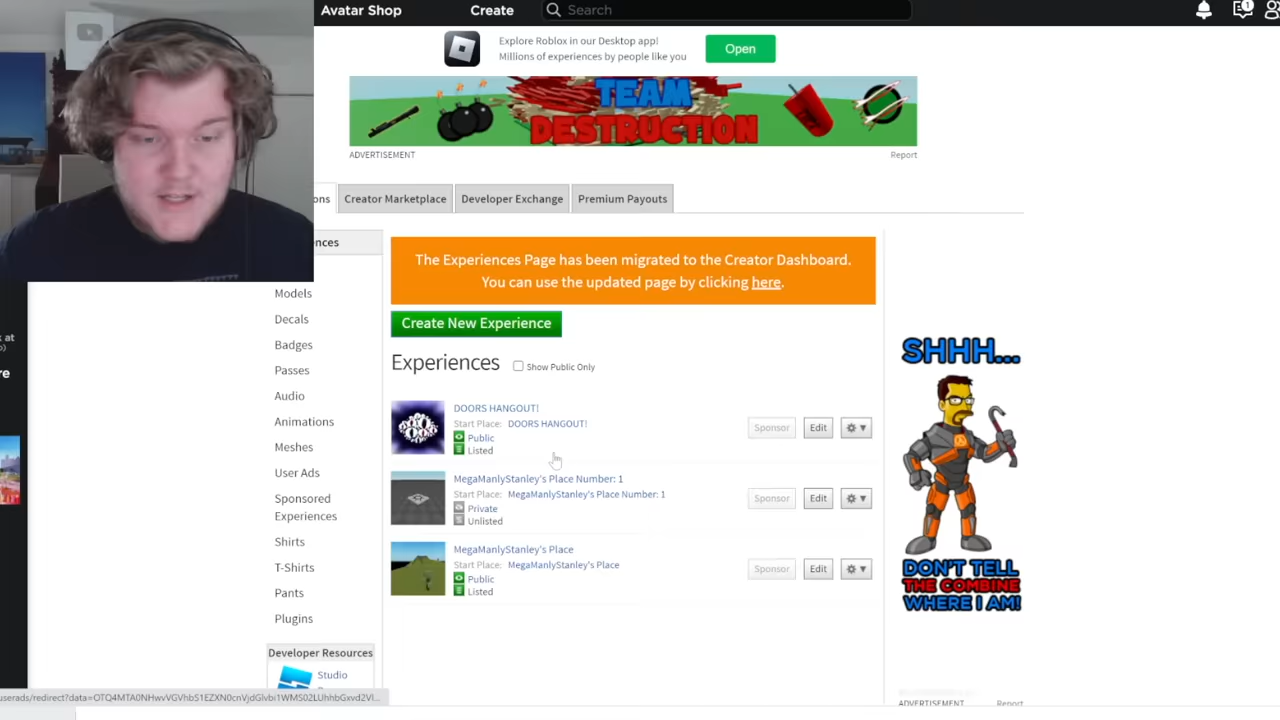 Avatar Shop
Create
Search
1
Explore Roblox in our Desktop app!
Millions of experiences by people like you
Open
TEAM
DESTRUCTION
ADVERTISEMENT
Report
ons
Creator Marketplace
Developer Exchange
Premium Payouts
ences
Models
Decals
Badges
Passes
Audio
Animations
Meshes
User Ads
Sponsored
Experiences
Shirts
T-Shirts
Pants
Plugins
Developer Resources
Studio
The Experiences Page has been migrated to the Creator Dashboard.
You can use the updated page by clicking here.
Create New Experience
Experiences
Show Public Only
DOORS HANGOUT!
Start Place: DOORS HANGOUT!
Public
Listed
Sponsor
Edit
MegaManlyStanley's Place Number: 1
Start Place: MegaManlyStanley's Place Number: 1
Private
Unlisted
Sponsor
Edit
MegaManlyStanley's Place
Start Place: MegaManlyStanley's Place
Public
Listed
Sponsor
Edit
SHHH...
DON'T TELL
THE COMBINE
WHERE I AM!
ADVERTISEMENT
Report